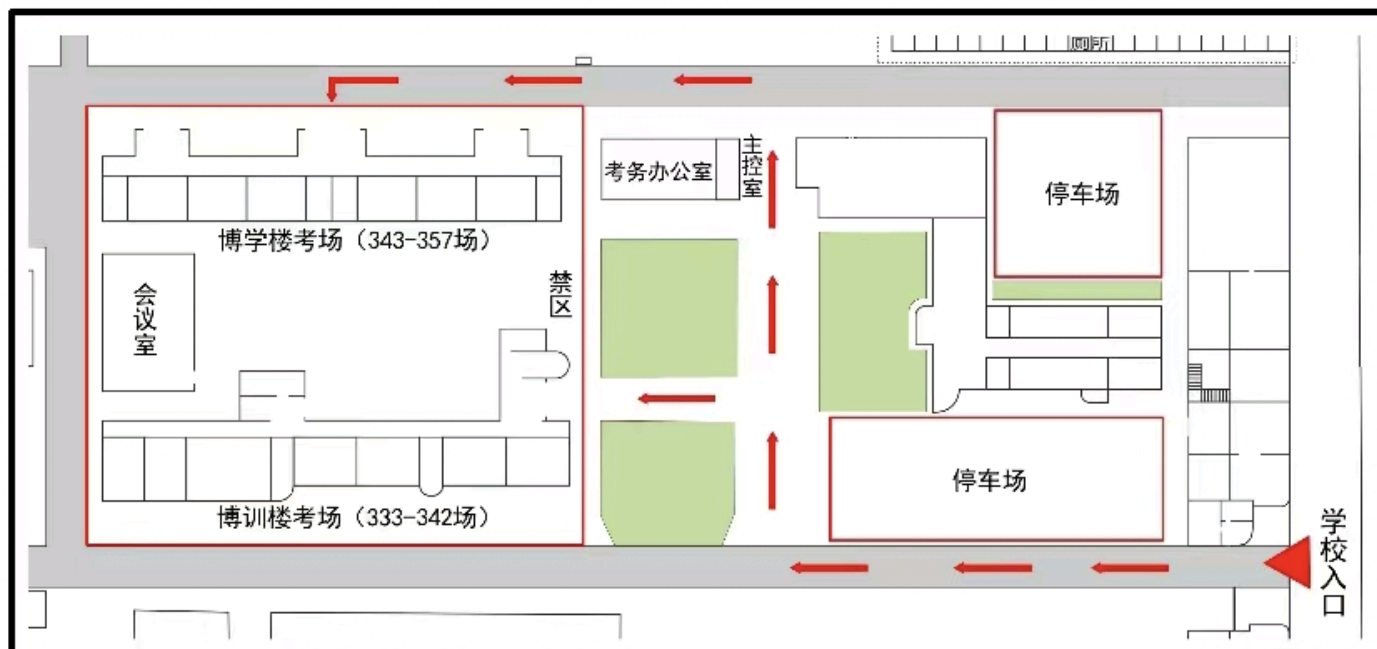 厕所
考务办公室
主控室
停车场
博学楼考场（343-357场）
禁区
会议室
停车场
博训楼考场（333-342场）
学校入口